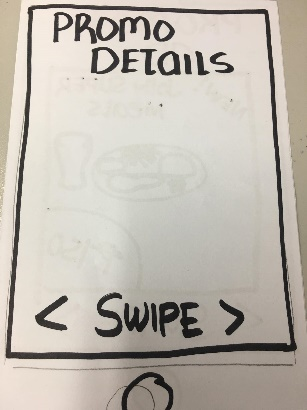 PROMO
DETAILS
< SWIPE >